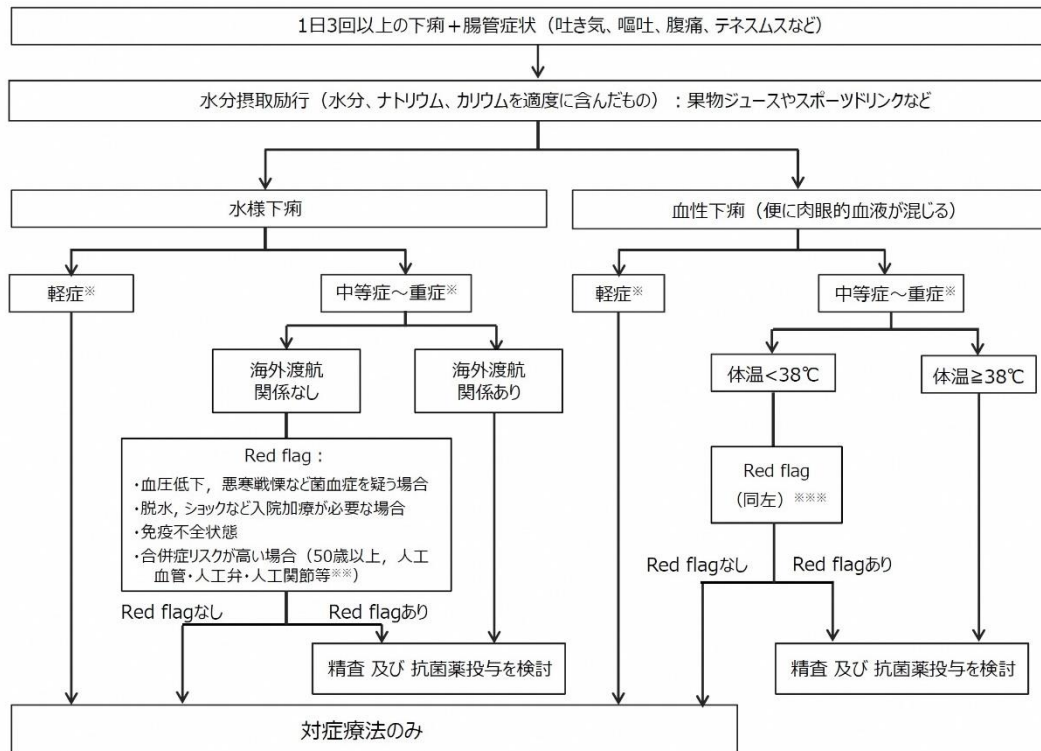 1日3回以上の下痢＋腸管症状（吐き気、嘔吐、腹痛、テネスムスなど）
水分摂取励行（水分、ナトリウム、カリウムを適度に含んだもの）：果物ジュースやスポーツドリンクなど
水様下痢
血性下痢（便に肉眼的血液が混じる）
軽症※
中等症～重症※
軽症※
中等症～重症※
海外渡航
関係なし
海外渡航
関係あり
体温<38℃
体温≧38℃
Red flag：
・血圧低下，悪寒戦慄など菌血症を疑う場合
・脱水，ショックなど入院加療が必要な場合
・免疫不全状態
・合併症リスクが高い場合（50歳以上，人工
血管・人工弁・人工関節等※※）
Red flag
（同左）※※※
Red flagなし
Red flagあり
Red flagなし
Red flagあり
精査 及び 抗菌薬投与を検討
精査 及び 抗菌薬投与を検討
対症療法のみ